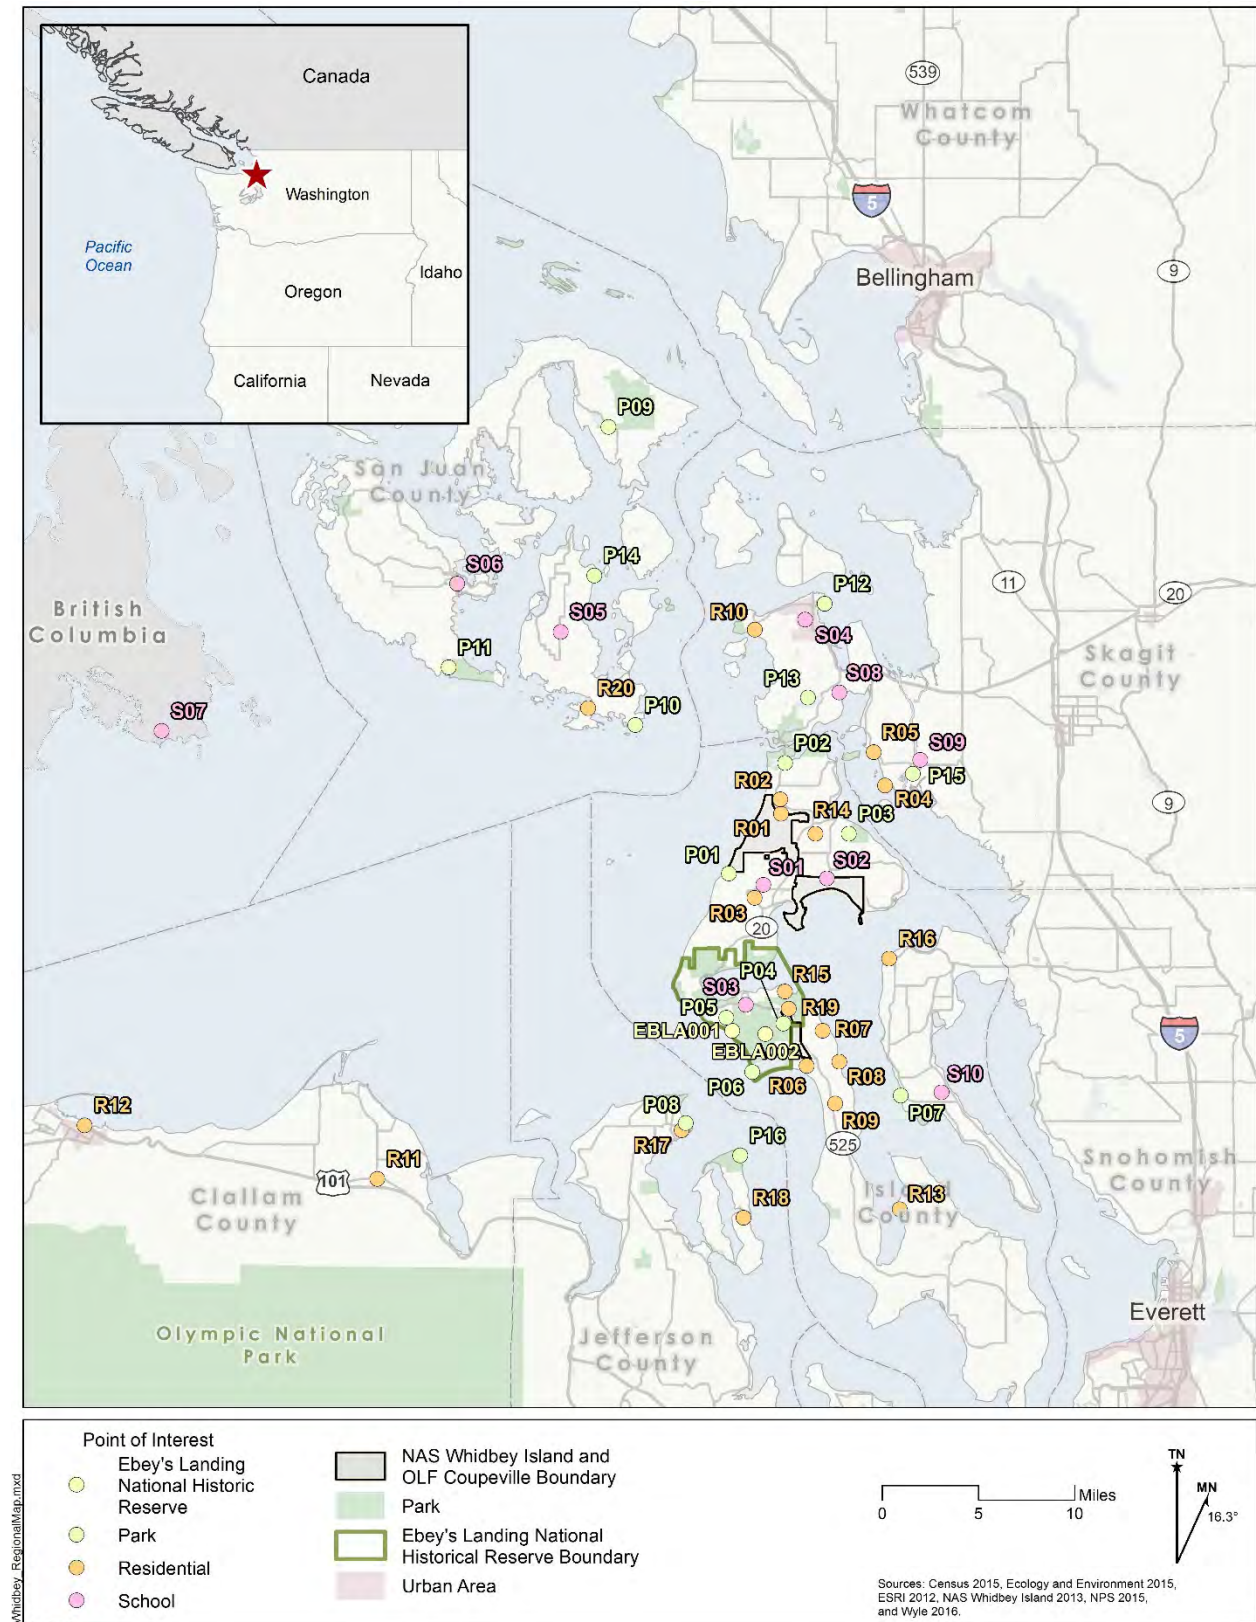 Canada
Washington
Pacific
Ocean
Idaho
Oregon
California
Nevada
539
Whatcom
County
5
Bellingham
9
P09
San Juan
County
P14
S06
S05
P11
R20
P10
British
Columbia
S07
11
20
P12
R10
S04
Skagit
County
P13
S08
R05
S09
P02
P15
R02
R04
R14
P03
R01
9
P01
S01
S02
R03
20
R16
P04
R15
S03
P05
R19
EBLA001
R07
EBLA002
5
P06
R06
R08
S10
P07
R09
R12
P08
R17
P16
525
R11
101
Clallam
County
Snohomish
County
R18
Island
County
R13
Everett
Olympic National
Park
Jefferson
County
Whidbey_RegionalMap.mxd
Point of Interest
Ebey's Landing
National Historic
Reserve
Park
Residential
School
NAS Whidbey Island and
OLF Coupeville Boundary
Park
Ebey's Landing National
Historical Reserve Boundary
Urban Area
Miles
0 5 10
TN
MN
16.3°
Sources: Census 2015, Ecology and Environment 2015,
ESRI 2012, NAS Whidbey Island 2013, NPS 2015,
and Wyle 2016.